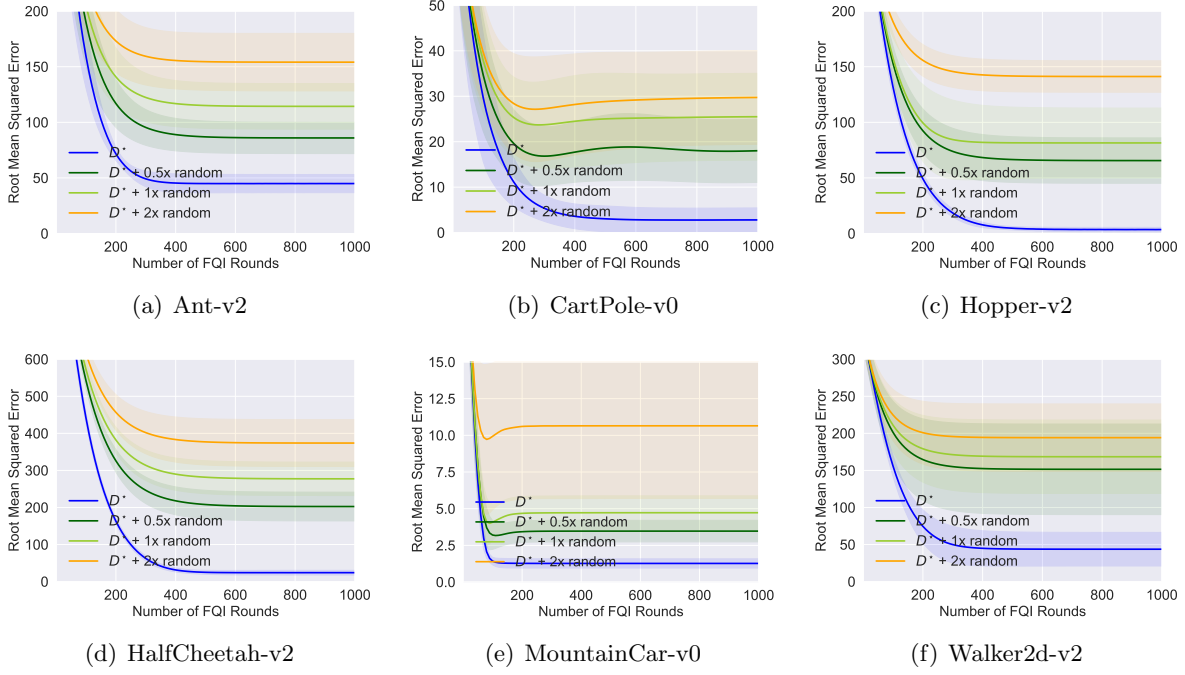 Root Mean Squared Error
200
150
100
50
0
D* 
D* + 0.5x random
D* + 1x random
D* + 2x random
200 400 600 800 1000
Number of FQI Rounds
(a) Ant-v2
Root Mean Squared Error
50
40
30
20
10
0
D*
D* + 0.5x random
D* + 1x random
D* + 2x random
200 400 600 800 1000
Number of FQI Rounds
(b) CartPole-v0
Root Mean Squared Error
200
150
100
50
0
D*
D* + 0.5x random
D* + 1x random
D* + 2x random
200 400 600 800 1000
Number of FQI Rounds
(c) Hopper-v2
Root Mean Squared Error
600
500
400
300
200
100
0
D*
D* + 0.5x random
D* + 1x random
D* + 2x random
200 400 600 800 1000
Number of FQI Rounds
(d) HalfCheetah-v2
Root Mean Squared Error
15.0
12.5
10.0
7.5
5.0
2.5
0.0
D*
D* + 0.5x random
D* + 1x random
D* + 2x random
200 400 600 800 1000
Number of FQI Rounds
(e) MountainCar-v0
Root Mean Squared Error
300
250
200
150
100
50
0
D*
D* + 0.5x random
D* + 1x random
D* + 2x random
200 400 600 800 1000
Number of FQI Rounds
(f) Walker2d-v2